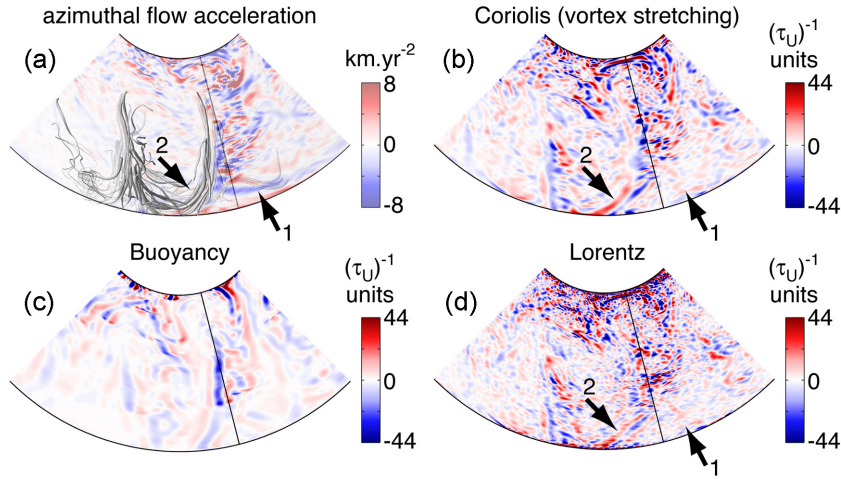 azimuthal flow acceleration
(a)
km.yr-2
8
0
-8
2
1
Coriolis (vortex stretching)
(b)
(τU)-1
units
44
0
-44
2
1
Buoyancy
(c)
(τU)-1
units
44
0
-44
Lorentz
(d)
(τU)-1
units
44
0
-44
2
1